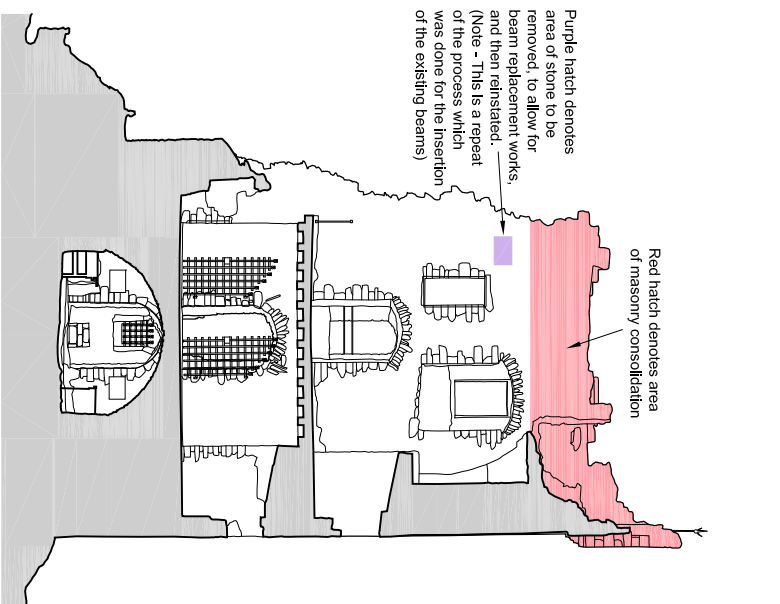 Purple hatch denotes
area of stone to be
removed, to allow for
beam replacement works,
and then reinstated.
(Note - This is a repeat
of the process which
was done for the insertion
of the existing beams)
Red hatch denotes area
of masonry consolidation